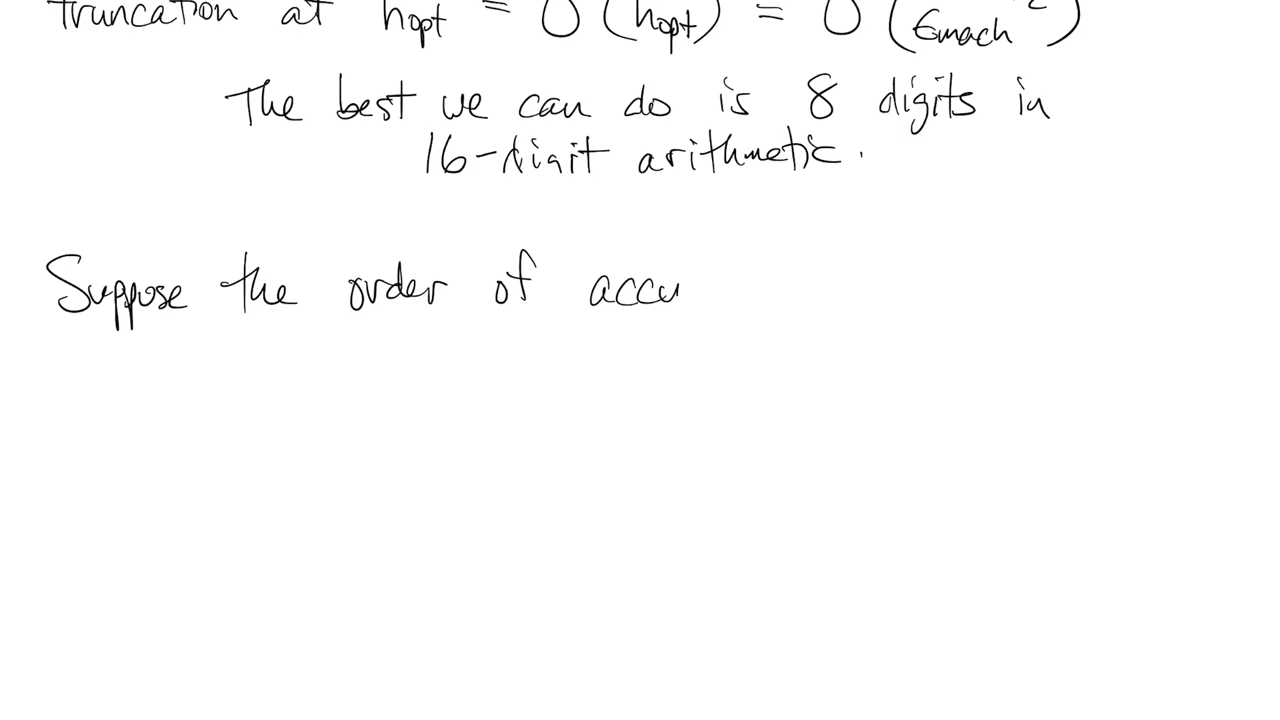 truncation at hopt = O(hopt) = O(ϵmach
The best we can do is 8 digits in
16-digit arithmetic.
Suppose the order of accu